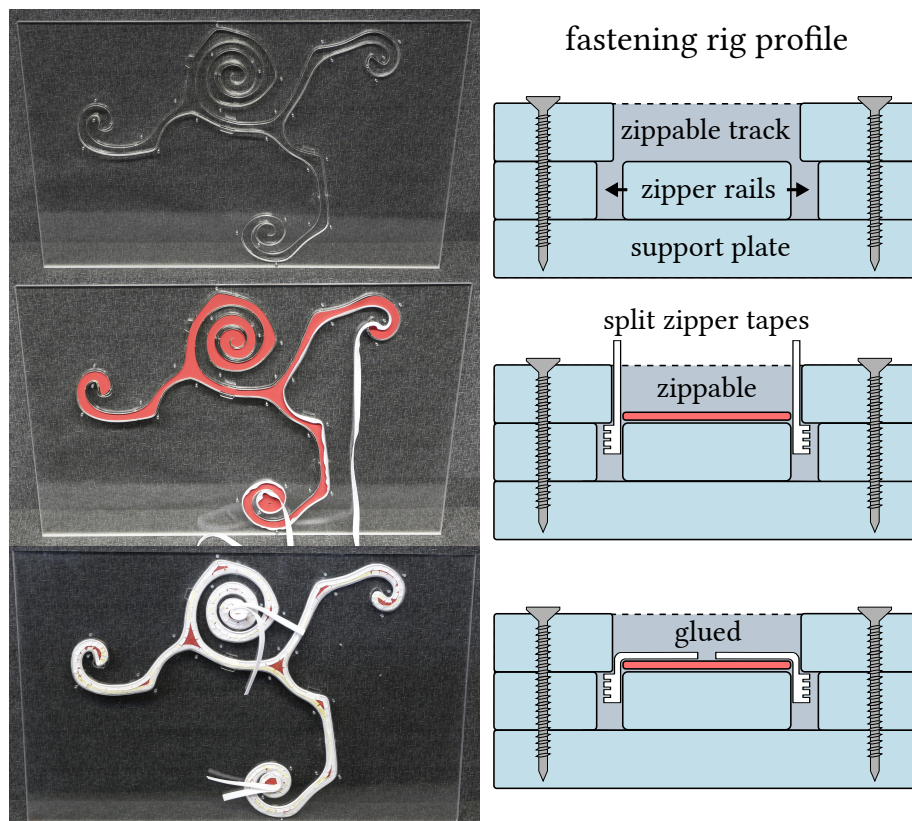 fastening rig profile
zippable track
zipper rails
support plate
split zipper tapes
zippable
glued